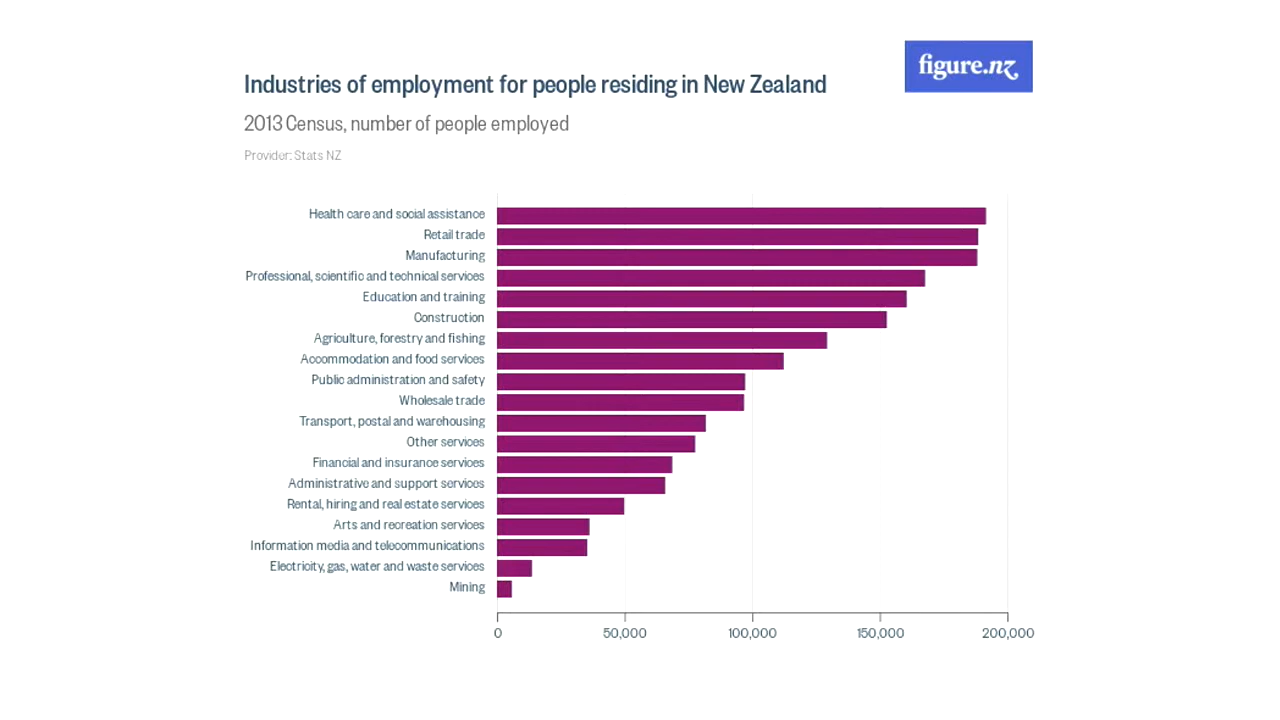 figure.nz
Industries of employment for people residing in New Zealand
2013 Census, number of people employed
Provider: Stats NZ
Health care and social assistance
Retail trade
Manufacturing
Professional, scientific and technical services
Education and training
Construction
Agriculture, forestry and fishing
Accommodation and food services
Public administration and safety
Wholesale trade
Transport, postal and warehousing
Other services
Financial and insurance services
Administrative and support services
Rental, hiring and real estate services
Arts and recreation services
Information media and telecommunications
Electricity, gas, water and waste services
Mining
0 50,000 100,000 150,000 200,000